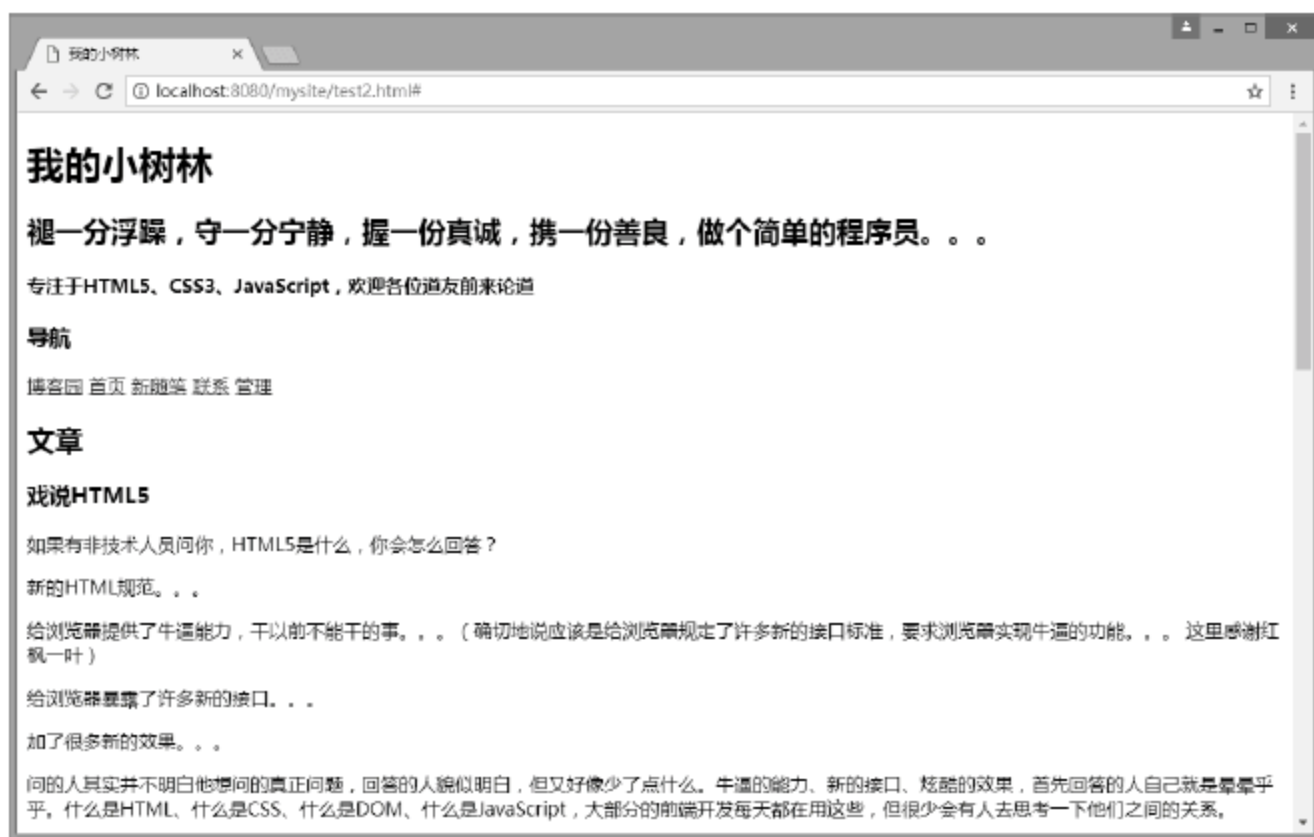 我的小树林
localhost:8080/mysite/test2.html#
我的小树林
褪一分浮躁，守一分宁静，握一份真诚，携一份善良，做个简单的程序员。。。
专注于HTML5、CSS3、JavaScript，欢迎各位道友前来论道
导航
博客园 首页 新随笔 联系 管理
文章
戏说HTML5
如果有非技术人员问你，HTML5是什么，你会怎么回答？
新的HTML规范。。。
给浏览器提供了牛逼能力，干以前不能干的事。。。（确切地说应该是给浏览器规定了许多新的接口标准，要求浏览器实现牛逼的功能。。。 这里感谢红
枫一叶）
给浏览器暴露了许多新的接口。。。
加了很多新的效果。。。
问的人其实并不明白他想问的真正问题，回答的人貌似明白，但又好像少了点什么。牛逼的能力、新的接口、炫酷的效果，首先回答的人自己就是晕晕乎
乎。什么是HTML、什么是CSS、什么是DOM、什么是JavaScript，大部分的前端开发每天都在用这些，但很少会有人去思考一下他们之间的关系。